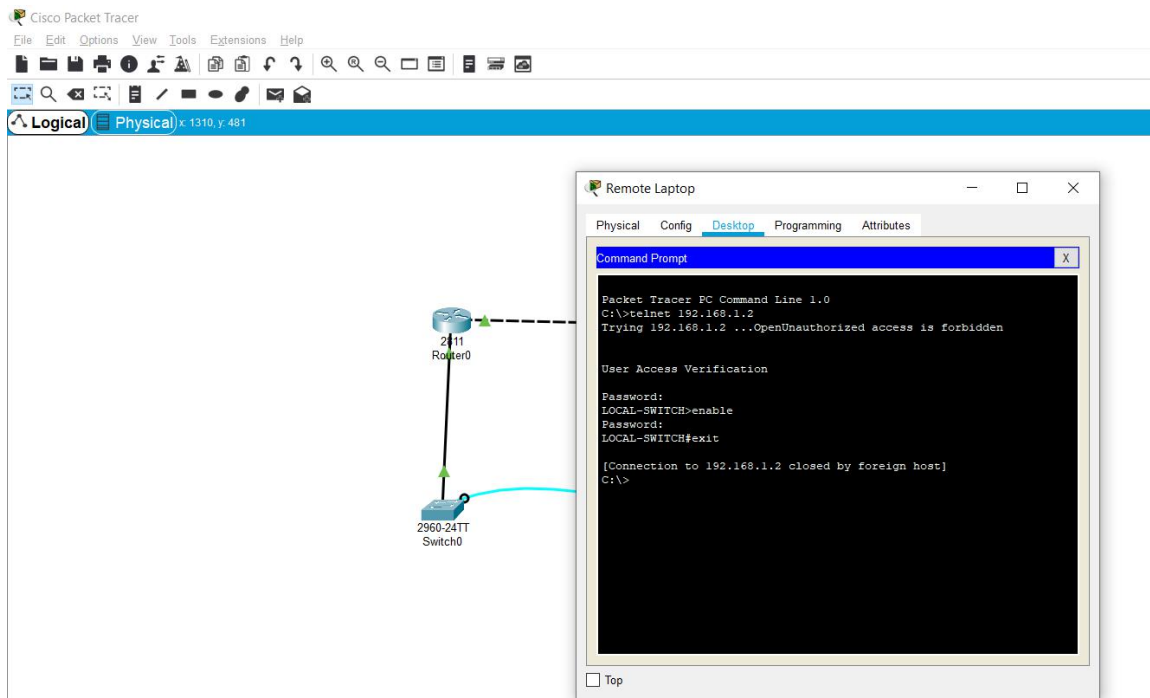 Cisco Packet Tracer
File Edit Options View Tools Extensions Help
Logical Physical x: 1310, y: 481
Remote Laptop
Physical Config Desktop Programming Attributes
Command Prompt X
Packet Tracer PC Command Line 1.0
C:\>telnet 192.168.1.2
Trying 192.168.1.2 ...OpenUnauthorized access is forbidden
User Access Verification
Password:
LOCAL-SWITCH>enable
Password:
LOCAL-SWITCH#exit
[Connection to 192.168.1.2 closed by foreign host]
C:\>
Top
2811
Router0
2960-24TT
Switch0